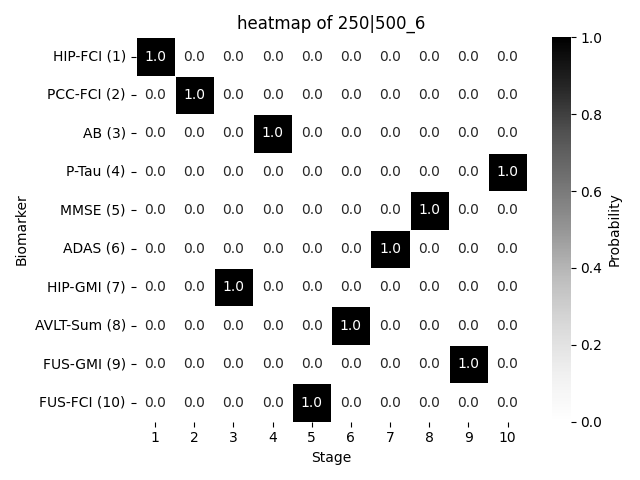 heatmap of 250|500_6
HIP-FCI (1) 1.0 0.0 0.0 0.0 0.0 0.0 0.0 0.0 0.0 0.0
PCC-FCI (2) 0.0 1.0 0.0 0.0 0.0 0.0 0.0 0.0 0.0 0.0
AB (3) 0.0 0.0 0.0 1.0 0.0 0.0 0.0 0.0 0.0 0.0
P-Tau (4) 0.0 0.0 0.0 0.0 0.0 0.0 0.0 0.0 0.0 1.0
MMSE (5) 0.0 0.0 0.0 0.0 0.0 0.0 0.0 1.0 0.0 0.0
ADAS (6) 0.0 0.0 0.0 0.0 0.0 0.0 1.0 0.0 0.0 0.0
HIP-GMI (7) 0.0 0.0 1.0 0.0 0.0 0.0 0.0 0.0 0.0 0.0
AVLT-Sum (8) 0.0 0.0 0.0 0.0 0.0 1.0 0.0 0.0 0.0 0.0
FUS-GMI (9) 0.0 0.0 0.0 0.0 0.0 0.0 0.0 0.0 1.0 0.0
FUS-FCI (10) 0.0 0.0 0.0 0.0 1.0 0.0 0.0 0.0 0.0 0.0
1 2 3 4 5 6 7 8 9 10
Stage
Biomarker
1.0
0.8
0.6
0.4
0.2
0.0
Probability